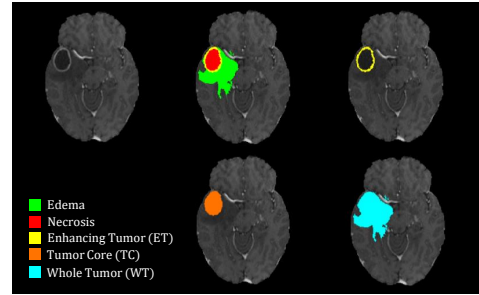 Edema
Necrosis
Enhancing Tumor (ET)
Tumor Core (TC)
Whole Tumor (WT)